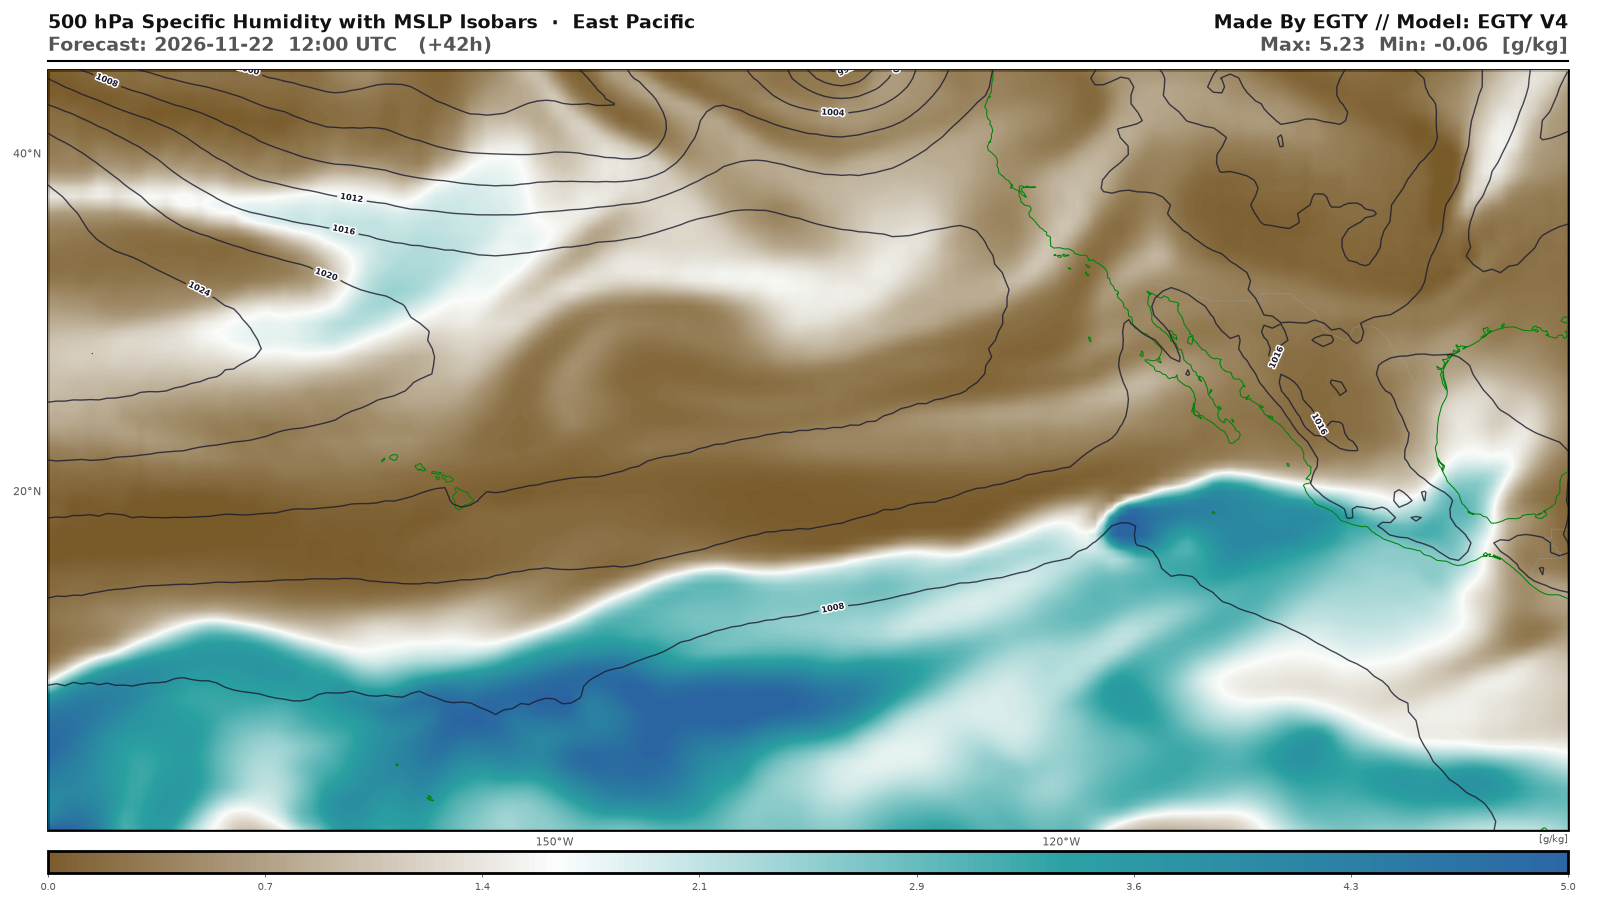 500 hPa Specific Humidity with MSLP Isobars · East Pacific
Made By EGTY // Model: EGTY V4
Forecast: 2026-11-22 12:00 UTC (+42h)
Max: 5.23 Min: -0.06 [g/kg]
1008
1004
40°N
1012
1016
1020
1024
1016
1016
20°N
1008
150°W
120°W
[g/kg]
0.0 0.7 1.4 2.1 2.9 3.6 4.3 5.0